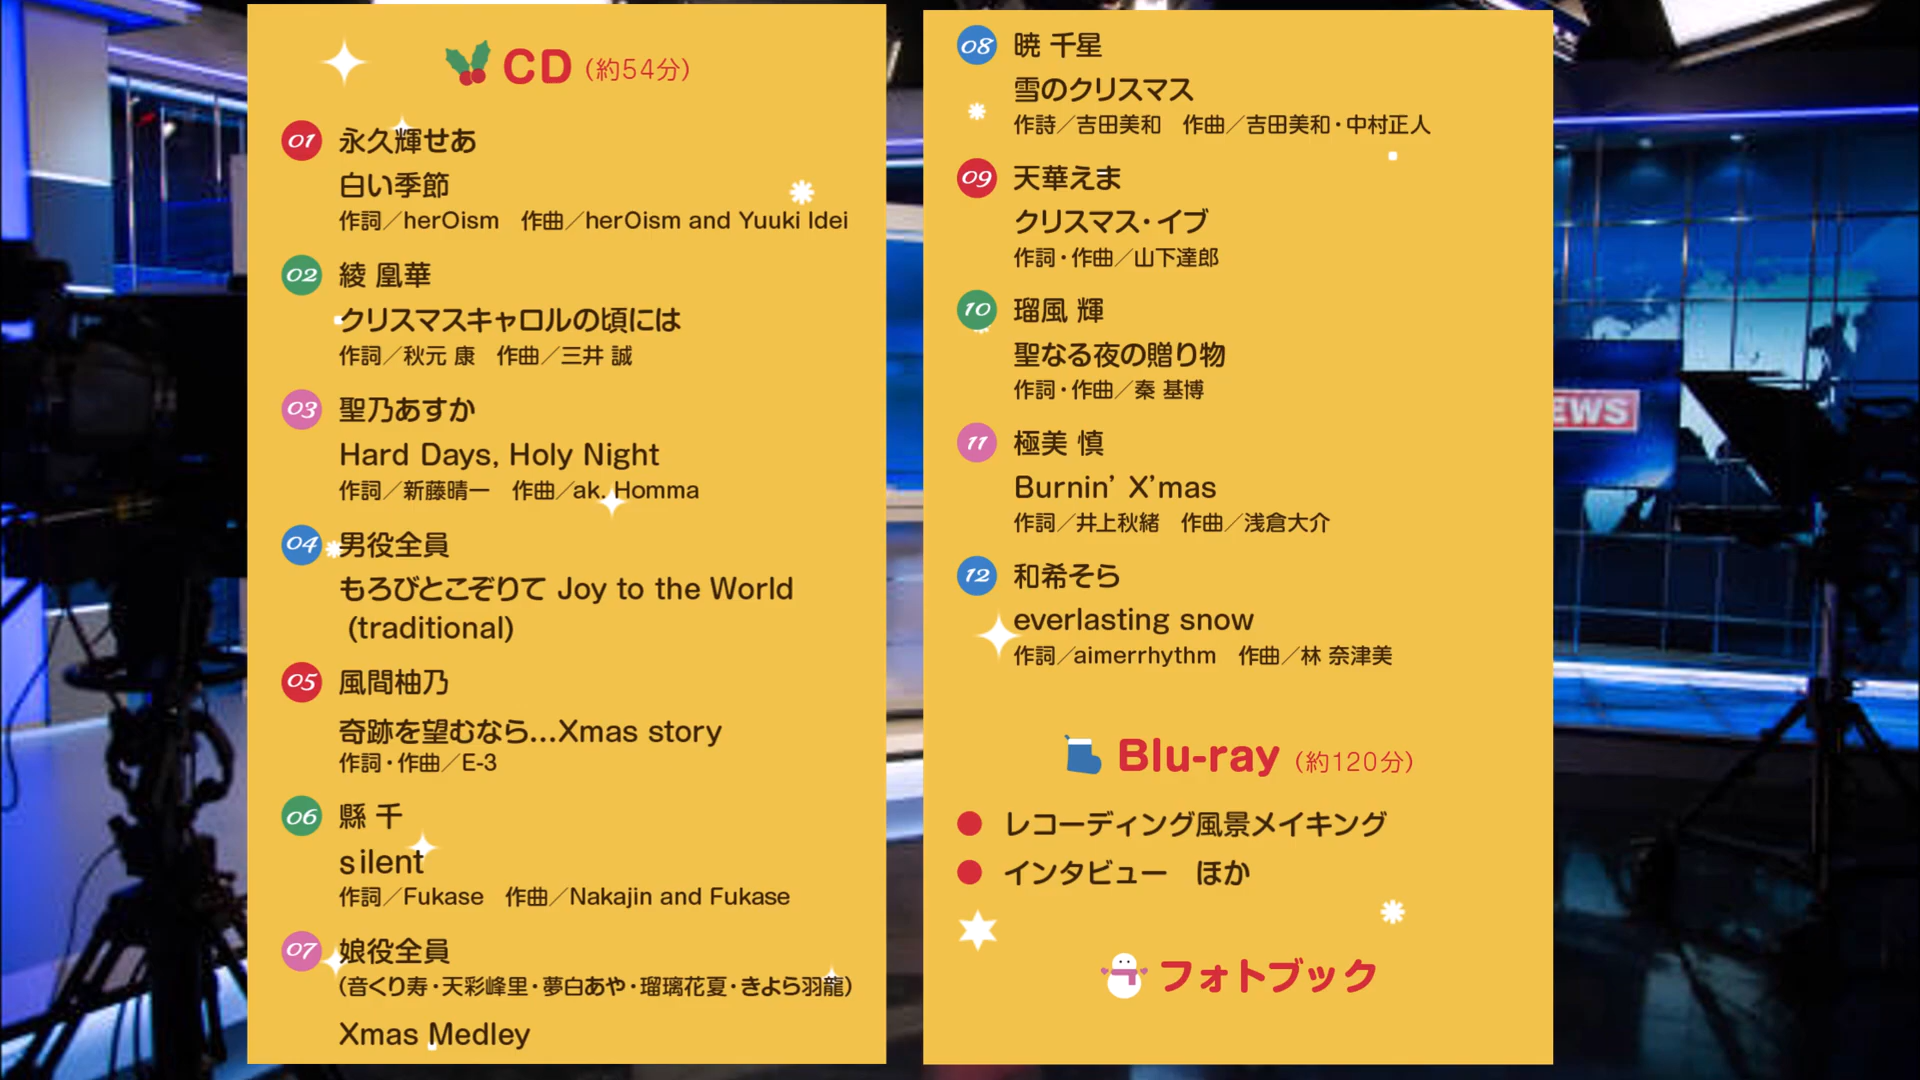 CD (約54分)
01 永久輝せあ
白い季節
作詞／herOism 作曲／herOism and Yuuki Idei
02 綾 凰華
クリスマスキャロルの頃には
作詞／秋元 康 作曲／三井 誠
03 聖乃あすか
Hard Days, Holy Night
作詞／新藤晴一 作曲／ak. Homma
04 男役全員
もろびとこぞりて Joy to the World
(traditional)
05 風間柚乃
奇跡を望むなら…Xmas story
作詞・作曲／E-3
06 縣 千
silent
作詞／Fukase 作曲／Nakajin and Fukase
07 娘役全員
(音くり寿・天彩峰里・夢白あや・瑠璃花夏・きよら羽龍)
Xmas Medley
08 暁 千星
雪のクリスマス
作詩／吉田美和 作曲／吉田美和・中村正人
09 天華えま
クリスマス・イブ
作詞・作曲／山下達郎
10 瑠風 輝
聖なる夜の贈り物
作詞・作曲／秦 基博
11 極美 慎
Burnin’ X’mas
作詞／井上秋緒 作曲／浅倉大介
12 和希そら
everlasting snow
作詞／aimerrhythm 作曲／林 奈津美
Blu-ray (約120分)
レコーディング風景メイキング
インタビュー ほか
フォトブック
EWS